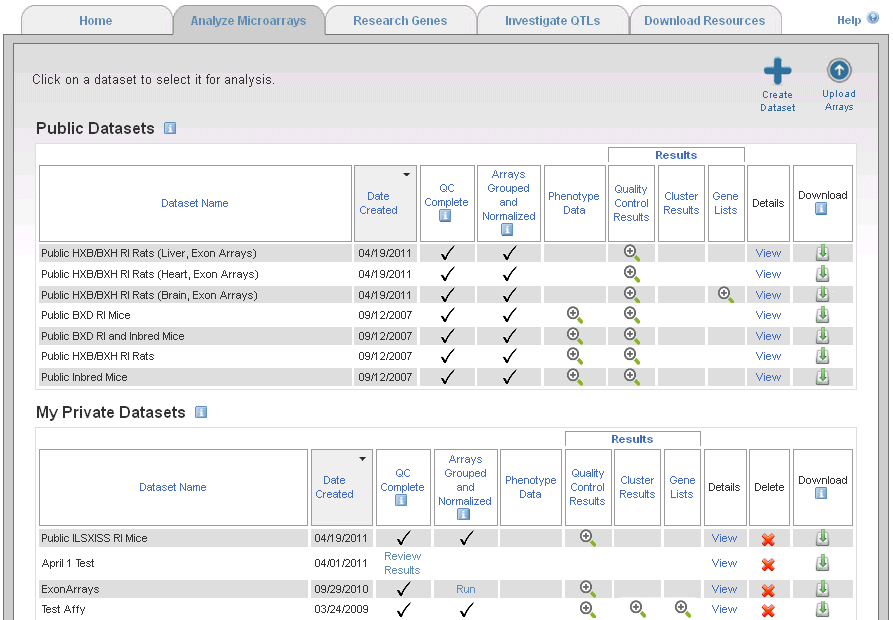 Home Analyze Microarrays Research Genes Investigate QTLs Download Resources Help ?
Click on a dataset to select it for analysis.
Create
Dataset
Upload
Arrays
Public Datasets i
Results
Dataset Name
Date
Created
QC
Complete
i
Arrays
Grouped
and
Normalized
i
Phenotype
Data
Quality
Control
Results
Cluster
Results
Gene
Lists
Details
Download
i
Public HXB/BXH RI Rats (Liver, Exon Arrays) 04/19/2011 View
Public HXB/BXH RI Rats (Heart, Exon Arrays) 04/19/2011 View
Public HXB/BXH RI Rats (Brain, Exon Arrays) 04/19/2011 View
Public BXD RI Mice 09/12/2007 View
Public BXD RI and Inbred Mice 09/12/2007 View
Public HXB/BXH RI Rats 09/12/2007 View
Public Inbred Mice 09/12/2007 View
My Private Datasets i
Results
Dataset Name
Date
Created
QC
Complete
i
Arrays
Grouped
and
Normalized
i
Phenotype
Data
Quality
Control
Results
Cluster
Results
Gene
Lists
Details
Delete
Download
i
Public ILSXISS RI Mice 04/19/2011 View
April 1 Test 04/01/2011 Review
Results View
ExonArrays 09/29/2010 Run View
Test Affy 03/24/2009 View